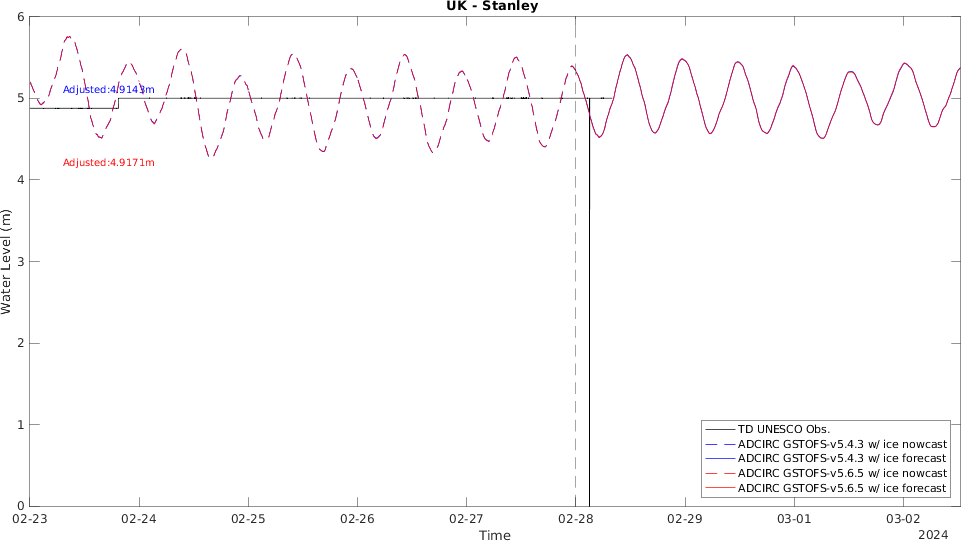 UK - Stanley
6
5
4
3
2
1
0
Water Level (m)
Adjusted:4.9143m
Adjusted:4.9171m
TD UNESCO Obs.
ADCIRC GSTOFS-v5.4.3 w/ ice nowcast
ADCIRC GSTOFS-v5.4.3 w/ ice forecast
ADCIRC GSTOFS-v5.6.5 w/ ice nowcast
ADCIRC GSTOFS-v5.6.5 w/ ice forecast
02-23 02-24 02-25 02-26 02-27 02-28 02-29 03-01 03-02
Time
2024